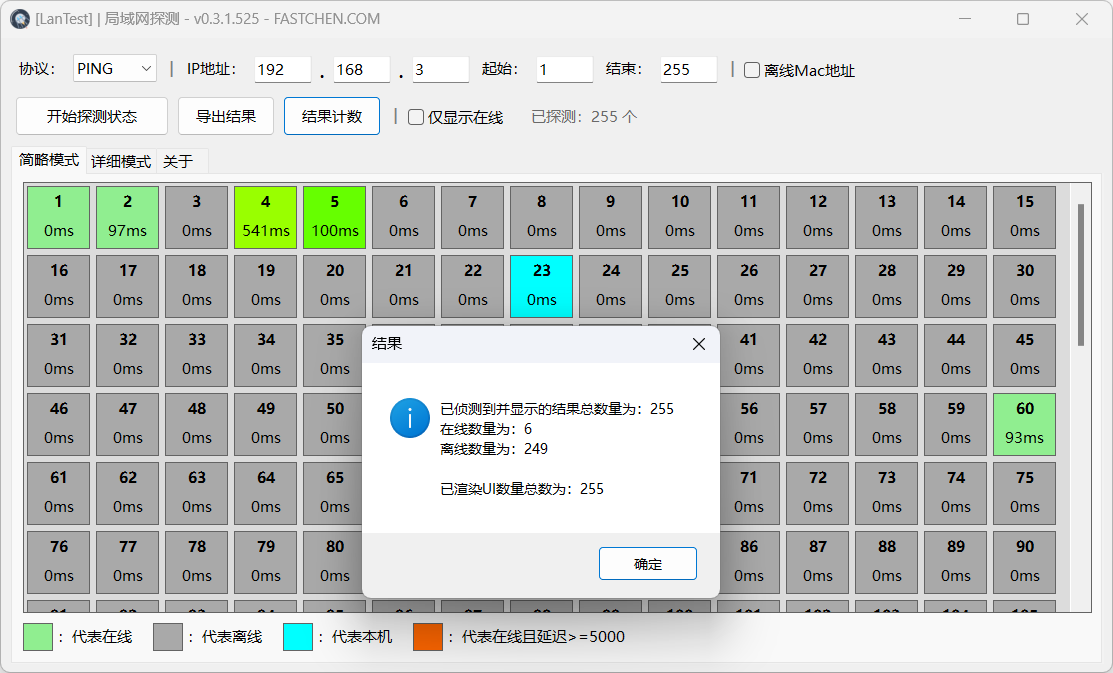 [LanTest] | 局域网探测 - v0.3.1.525 - FASTCHEN.COM
协议： PING | IP地址： 192 . 168 . 3 起始： 1 结束： 255 | 离线Mac地址
开始探测状态 导出结果 结果计数 | 仅显示在线 已探测：255 个
简略模式 详细模式 关于
1 2 3 4 5 6 7 8 9 10 11 12 13 14 15
0ms 97ms 0ms 541ms 100ms 0ms 0ms 0ms 0ms 0ms 0ms 0ms 0ms 0ms 0ms
16 17 18 19 20 21 22 23 24 25 26 27 28 29 30
0ms 0ms 0ms 0ms 0ms 0ms 0ms 0ms 0ms 0ms 0ms 0ms 0ms 0ms 0ms
31 32 33 34 35 41 42 43 44 45
0ms 0ms 0ms 0ms 0ms 0ms 0ms 0ms 0ms 0ms
46 47 48 49 50 56 57 58 59 60
0ms 0ms 0ms 0ms 0ms 0ms 0ms 0ms 0ms 93ms
61 62 63 64 65 71 72 73 74 75
0ms 0ms 0ms 0ms 0ms 0ms 0ms 0ms 0ms 0ms
76 77 78 79 80 86 87 88 89 90
0ms 0ms 0ms 0ms 0ms 0ms 0ms 0ms 0ms 0ms
结果
已侦测到并显示的结果总数量为：255
在线数量为：6
离线数量为：249
已渲染UI数量总数为：255
确定
：代表在线 ：代表离线 ：代表本机 ：代表在线且延迟>=5000